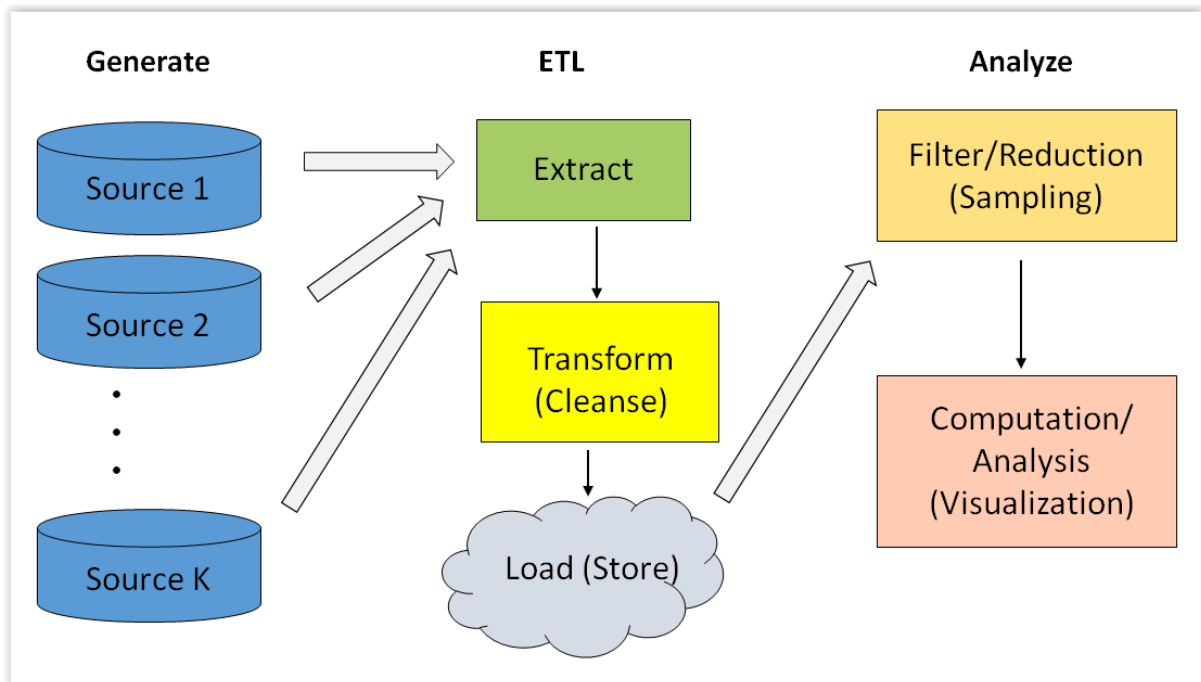 Generate
ETL
Analyze
Source 1
Source 2
Source K
Extract
Transform
(Cleanse)
Load (Store)
Filter/Reduction
(Sampling)
Computation/
Analysis
(Visualization)